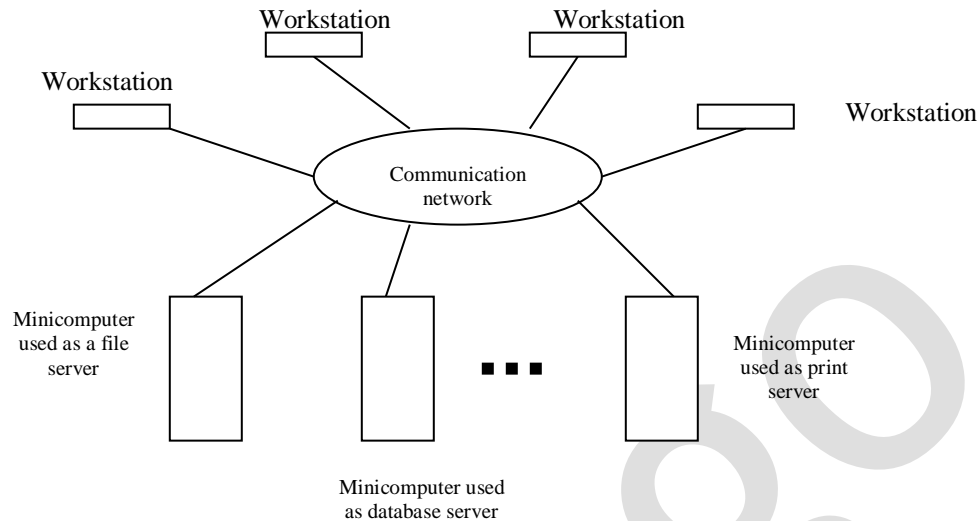 Workstation
Workstation
Workstation
Workstation
Communication
network
Minicomputer
used as a file
server
Minicomputer
used as print
server
Minicomputer used
as database server